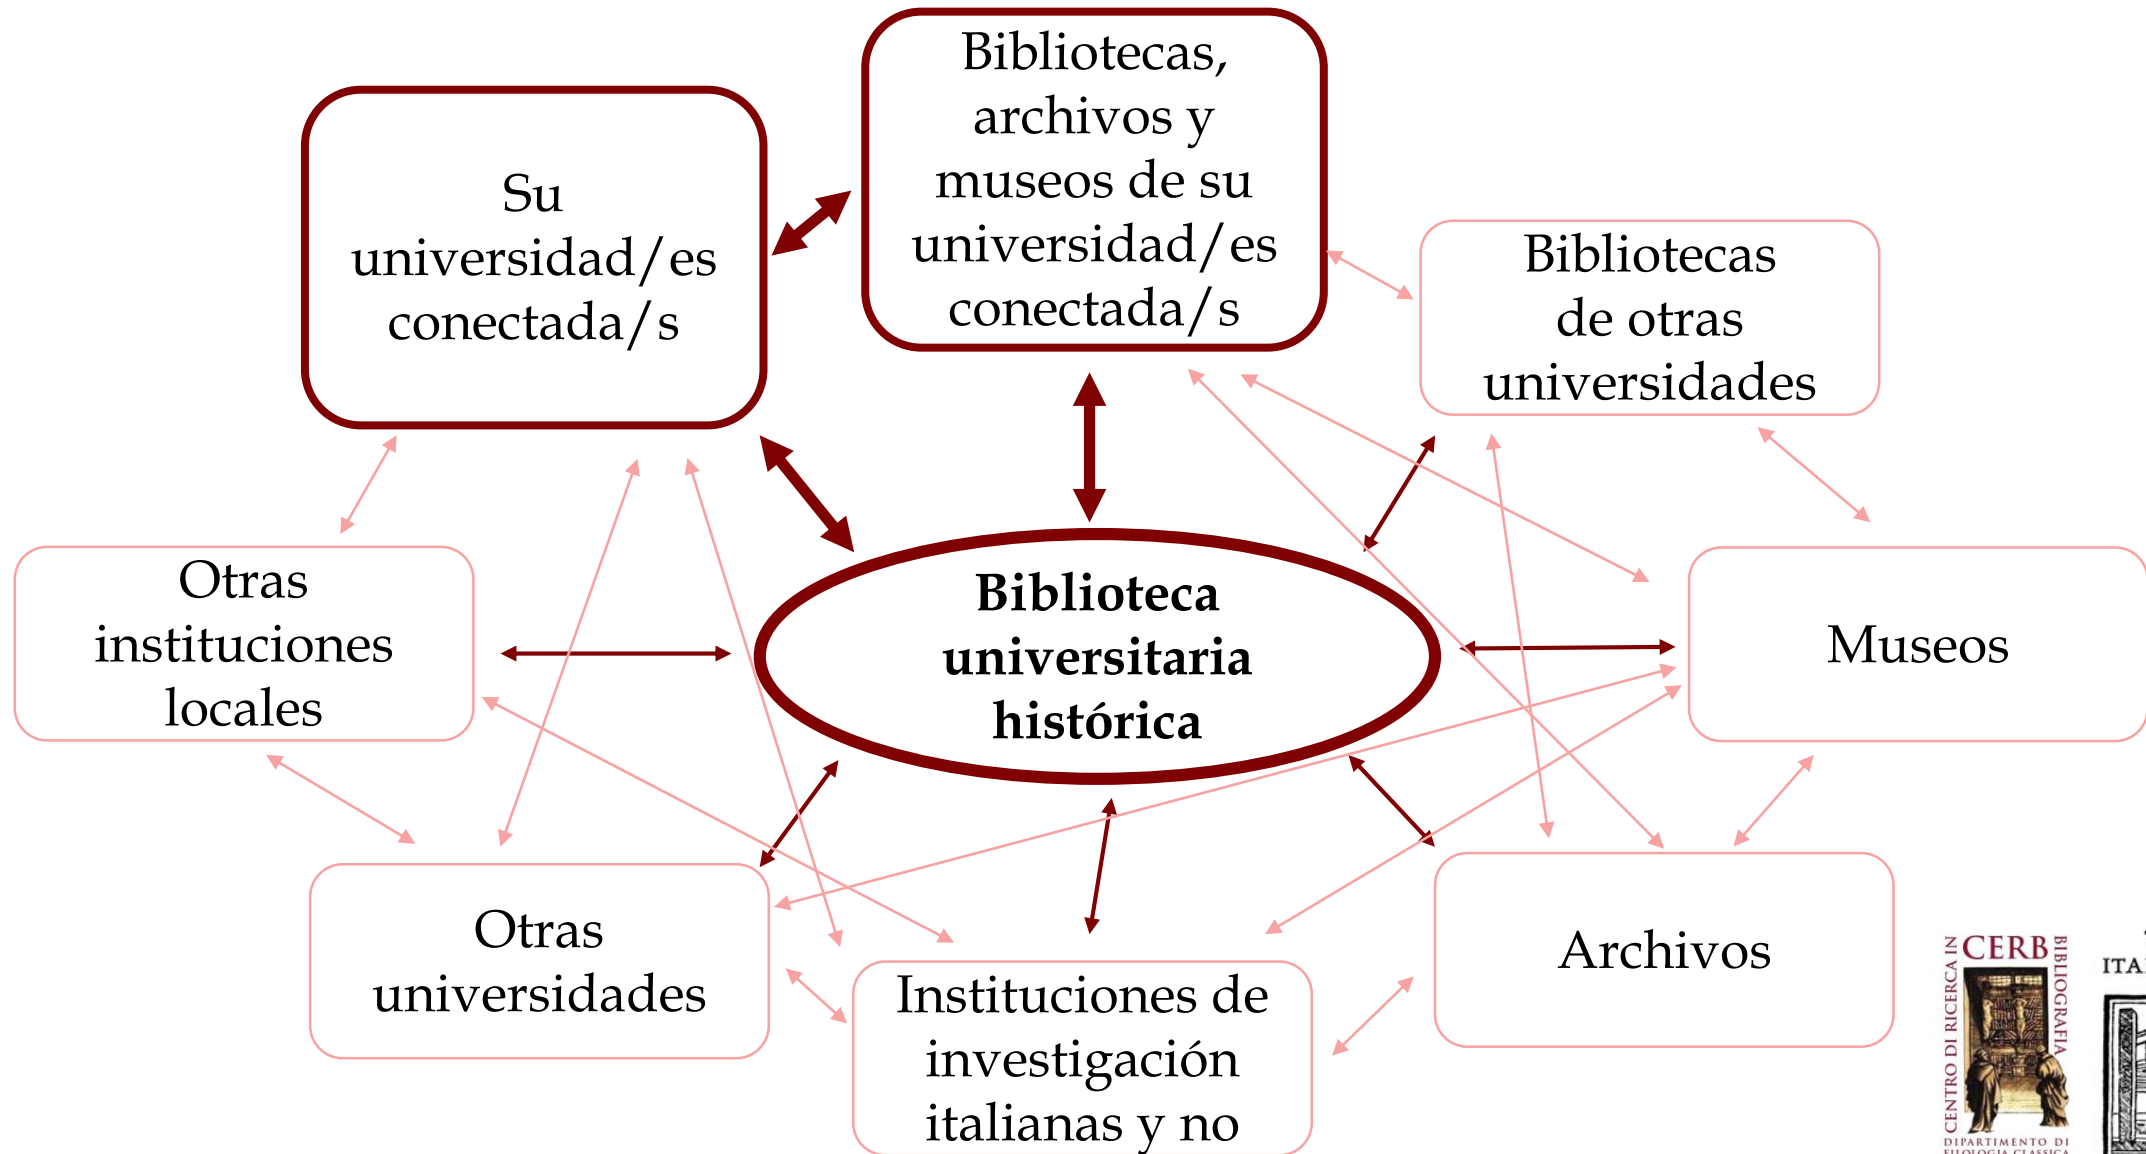 Bibliotecas,
archivos y
museos de su
universidad/es
conectada/s
Su
universidad/es
conectada/s
Bibliotecas
de otras
universidades
Otras
instituciones
locales
Biblioteca
universitaria
histórica
Museos
Otras
universidades
Instituciones de
investigación
italianas y no
Archivos
CERB
CENTRO DI RICERCA IN
BIBLIOGRAFIA
DIPARTIMENTO DI
FILOLOGIA CLASSICA